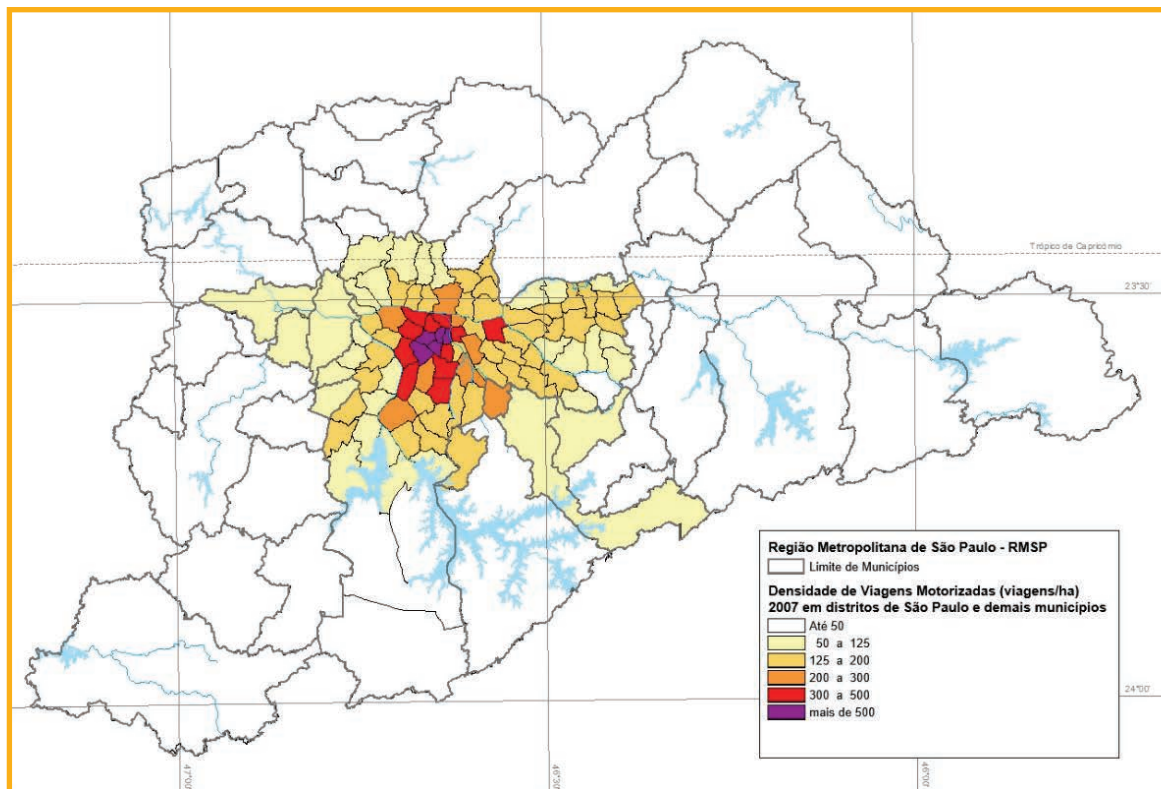 Trópico de Capricórnio
23°30'
Região Metropolitana de São Paulo - RMSP
Limite de Municípios
Densidade de Viagens Motorizadas (viagens/ha)
2007 em distritos de São Paulo e demais municípios
Até 50
50 a 125
125 a 200
200 a 300
300 a 500
mais de 500
24°00'
47°00'
46°30'
46°00'